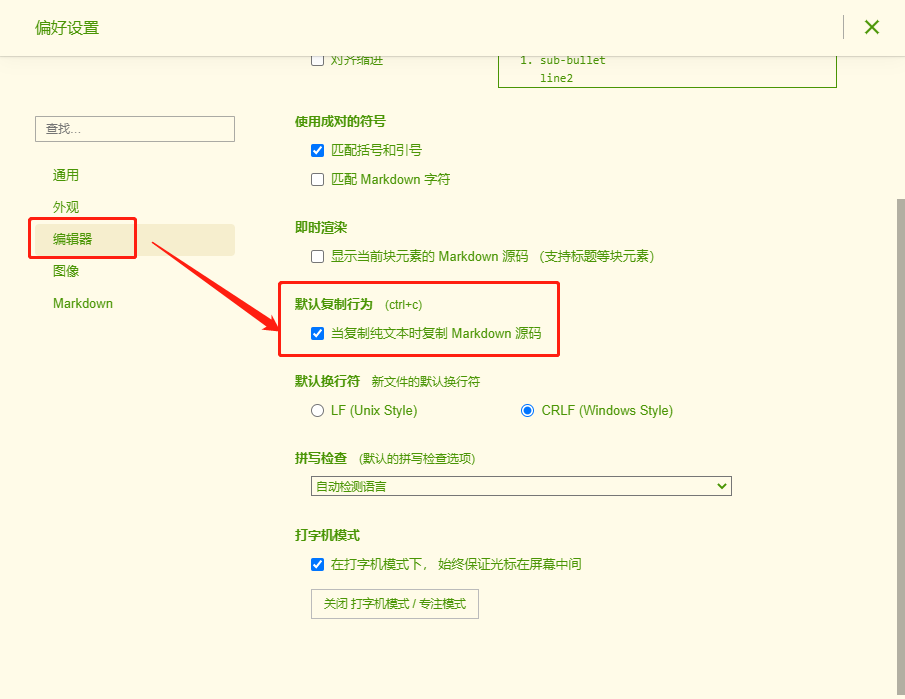 偏好设置
对齐缩进
1. sub-bullet
line2
查找...
通用
外观
编辑器
图像
Markdown
使用成对的符号
匹配括号和引号
匹配 Markdown 字符
即时渲染
显示当前块元素的 Markdown 源码 （支持标题等块元素）
默认复制行为 (ctrl+c)
当复制纯文本时复制 Markdown 源码
默认换行符 新文件的默认换行符
LF (Unix Style) CRLF (Windows Style)
拼写检查 (默认的拼写检查选项)
自动检测语言
打字机模式
在打字机模式下， 始终保证光标在屏幕中间
关闭 打字机模式 / 专注模式